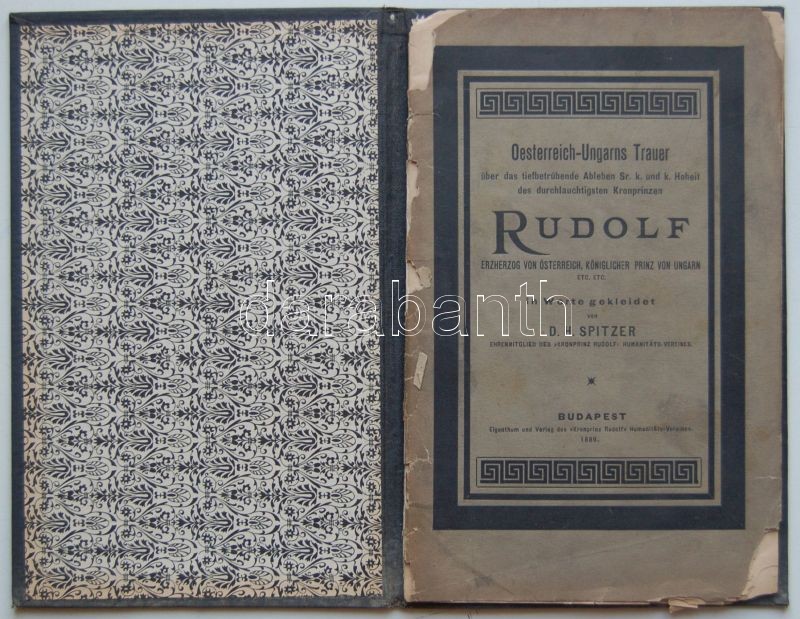 Oesterreich-Ungarns Trauer
über das tiefbetrübende Ableben Sr. k. und k. Hoheit
des durchlauchtigsten Kronprinzen
RUDOLF
ERZHERZOG VON ÖSTERREICH, KÖNIGLICHER PRINZ VON UNGARN
ETC. ETC.
In Worte gekleidet
von
D. H. SPITZER
EHRENMITGLIED DES »KRONPRINZ RUDOLF« HUMANITÄTS-VEREINES.
BUDAPEST
Eigenthum und Verlag des »Kronprinz Rudolf« Humanitäts-Vereines.
1889.
darabanth